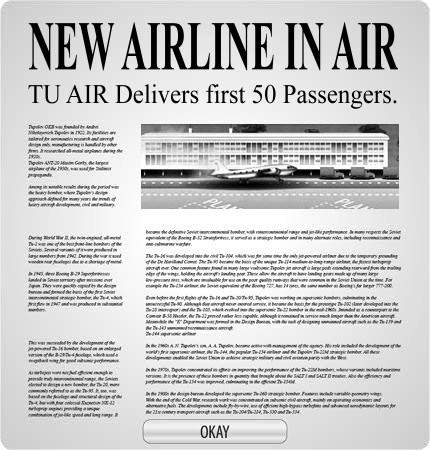 NEW AIRLINE IN AIR
TU AIR Delivers first 50 Passengers.
Tupolev OKB was founded by Andrei
Nikolayevich Tupolev in 1922. Its facilities are
tailored for aeronautics research and aircraft
design only, manufacturing is handled by other
firms. It researched all-metal airplanes during the
1920s.
Tupolev ANT-20 Maxim Gorky, the largest
airplane of the 1930s, was used for Stalinist
propaganda.
Among its notable results during the period was
the heavy bomber, where Tupolev's design
approach defined for many years the trends of
heavy aircraft development, civil and military.
During World War II, the twin-engined, all-metal
Tu-2 was one of the best front-line bombers of the
Soviets. Several variants of it were produced in
large numbers from 1942. During the war it used
wooden rear fuselages due to a shortage of metal.
In 1945, three Boeing B-29 Superfortresses
landed in Soviet territory after missions over
Japan. They were quickly copied by the design
bureau and formed the basis of the first Soviet
intercontinental strategic bomber, the Tu-4, which
first flew in 1947 and was produced in substantial
numbers.
This was succeeded by the development of the
jet-powered Tu-16 bomber, based on an enlarged
version of the B-29/Tu-4 fuselage, which used a
sweptback wing for good subsonic performance.
As turbojets were not fuel efficient enough to
provide truly intercontinental range, the Soviets
elected to design a new bomber, the Tu-20, more
commonly referred to as the Tu-95. It, too, was
based on the fuselage and structural design of the
Tu-4, but with four colossal Kuznetsov NK-12
turboprop engines providing a unique
combination of jet-like speed and long range. It
became the definitive Soviet intercontinental bomber, with intercontinental range and jet-like performance. In many respects the Soviet
equivalent of the Boeing B-52 Stratofortress, it served as a strategic bomber and in many alternate roles, including reconnaissance and
anti-submarine warfare.
The Tu-16 was developed into the civil Tu-104, which was for some time the only jet-powered airliner due to the temporary grounding
of the De Havilland Comet. The Tu-95 became the basis of the unique Tu-114 medium-to-long-range airliner, the fastest turboprop
aircraft ever. One common feature found in many large subsonic Tupolev jet aircraft is large pods extending rearward from the trailing
edge of the wings, holding the aircraft's landing gear. These allowed the aircraft to have landing gears made up of many large
low-pressure tires, which are invaluable for use on the poor quality runways that were common in the Soviet Union at the time. For
example the Tu-154 airliner, the Soviet equivalent of the Boeing 727, has 14 tires, the same number as Boeing's far larger 777-200.
Even before the first flights of the Tu-16 and Tu-20/Tu-95, Tupolev was working on supersonic bombers, culminating in the
unsuccessful Tu-98. Although that aircraft never entered service, it became the basis for the prototype Tu-102 (later developed into the
Tu-28 interceptor) and the Tu-105, which evolved into the supersonic Tu-22 bomber in the mid-1960s. Intended as a counterpart to the
Convair B-58 Hustler, the Tu-22 proved rather less capable, although it remained in service much longer than the American aircraft.
Meanwhile the "K" Department was formed in the Design Bureau, with the task of designing unmanned aircraft such as the Tu-139 and
the Tu-143 unmanned reconnaissance aircraft.
Tu-144 supersonic airliner
In the 1960s A. N. Tupolev's son, A. A. Tupolev, became active with management of the agency. His role included the development of the
world's first supersonic airliner, the Tu-144, the popular Tu-154 airliner and the Tupolev Tu-22M strategic bomber. All these
developments enabled the Soviet Union to achieve strategic military and civil aviation parity with the West.
In the 1970s, Tupolev concentrated its efforts on improving the performance of the Tu-22M bombers, whose variants included maritime
versions. It is the presence of these bombers in quantity that brought about the SALT I and SALT II treaties. Also the efficiency and
performance of the Tu-154 was improved, culminating in the efficient Tu-154M.
In the 1980s the design bureau developed the supersonic Tu-160 strategic bomber. Features include variable-geometry wings.
With the end of the Cold War, research work was concentrated on subsonic civil aircraft, mainly on operating economics and
alternative fuels. The developments include fly-by-wire, use of efficient high-bypass turbofans and advanced aerodynamic layouts for
the 21st century transport aircraft such as the Tu-204/Tu-214, Tu-330 and Tu-334.
OKAY